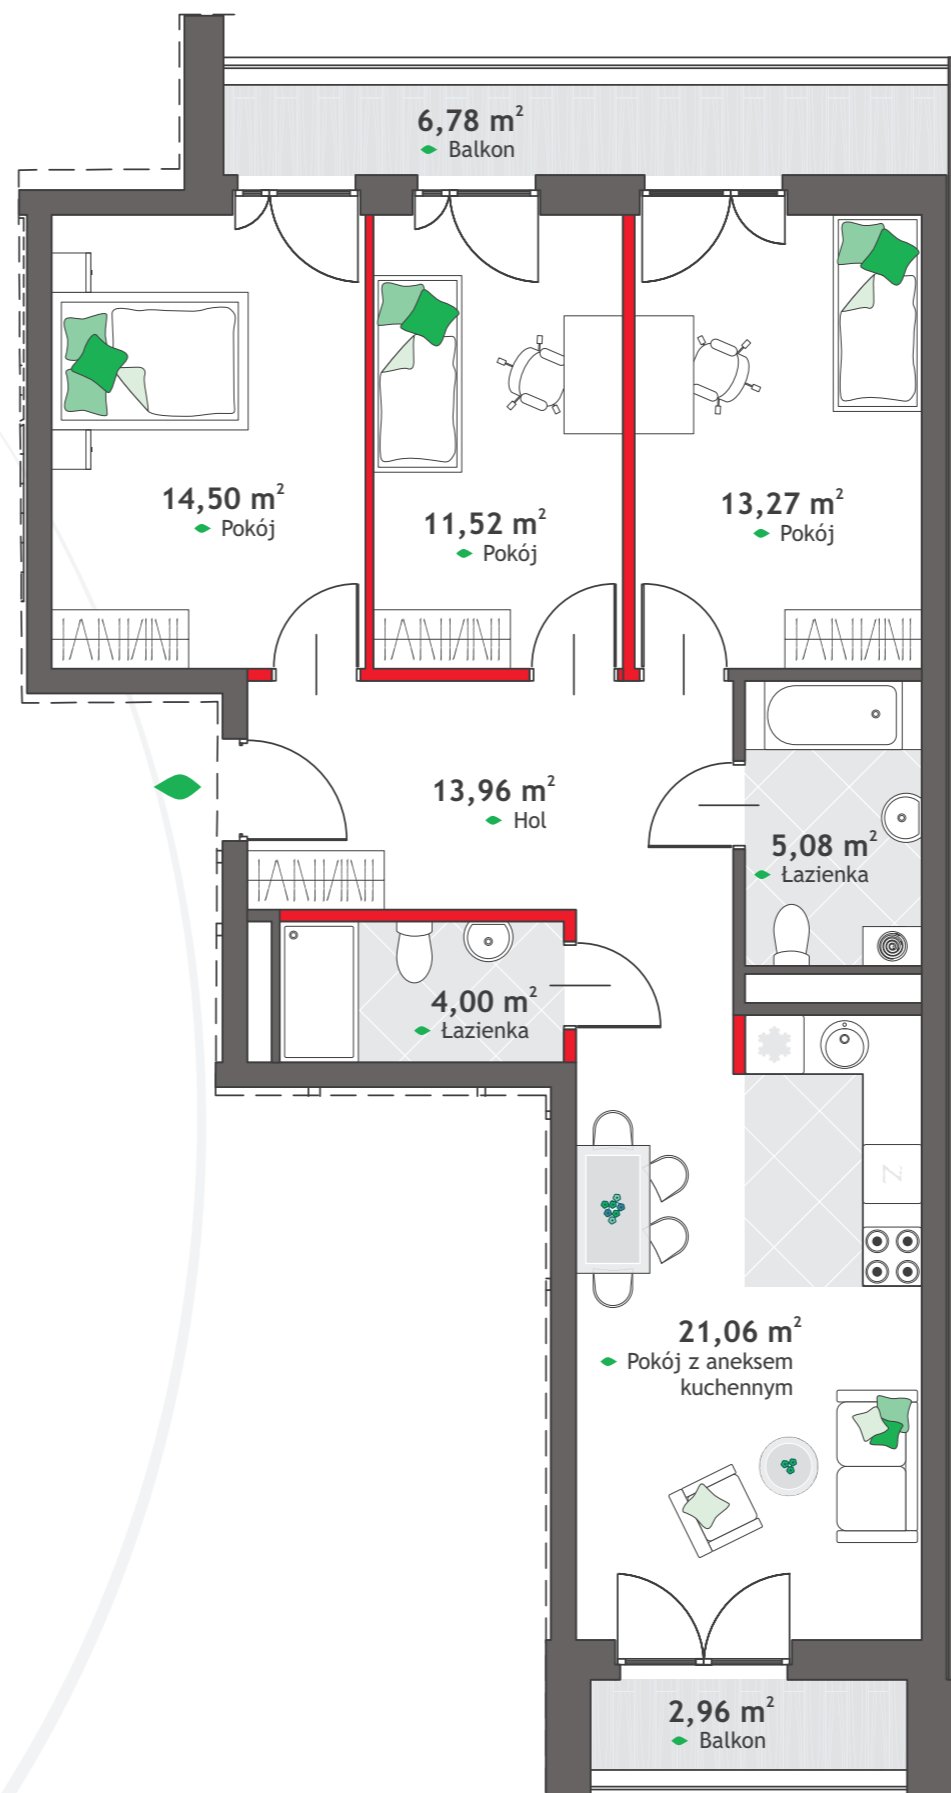 6,78 m²
Balkon
14,50 m²
Pokój
11,52 m²
Pokój
13,27 m²
Pokój
13,96 m²
Hol
5,08 m²
Łazienka
4,00 m²
Łazienka
Z
21,06 m²
Pokój z aneksem
kuchennym
2,96 m²
Balkon